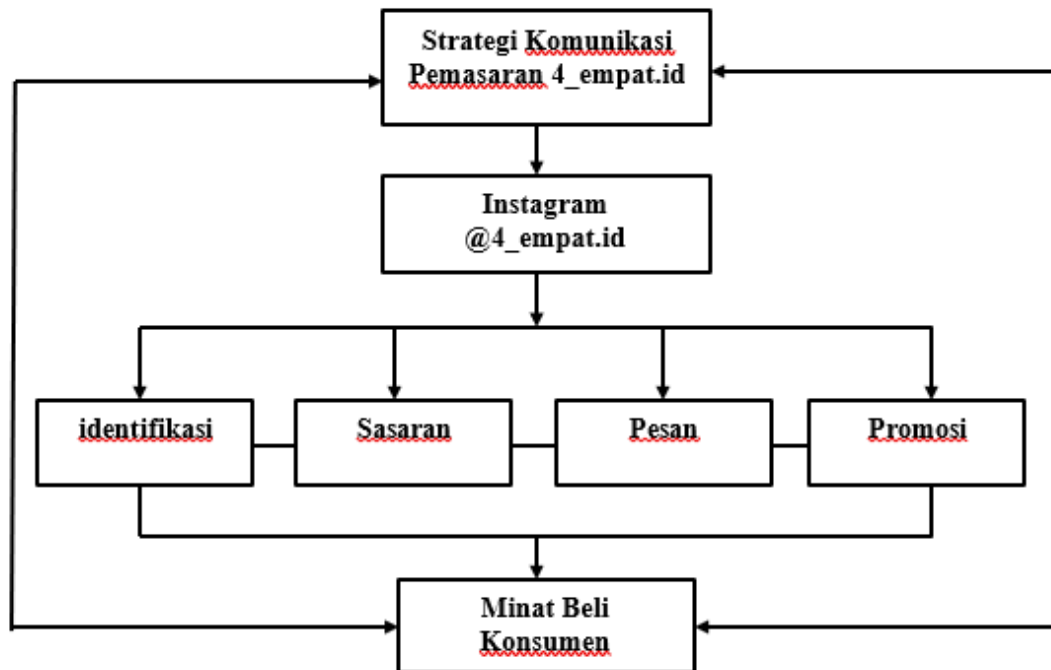 Strategi Komunikasi
Pemasaran 4_empat.id
Instagram
@4_empat.id
identifikasi
Sasaran
Pesan
Promosi
Minat Beli
Konsumen